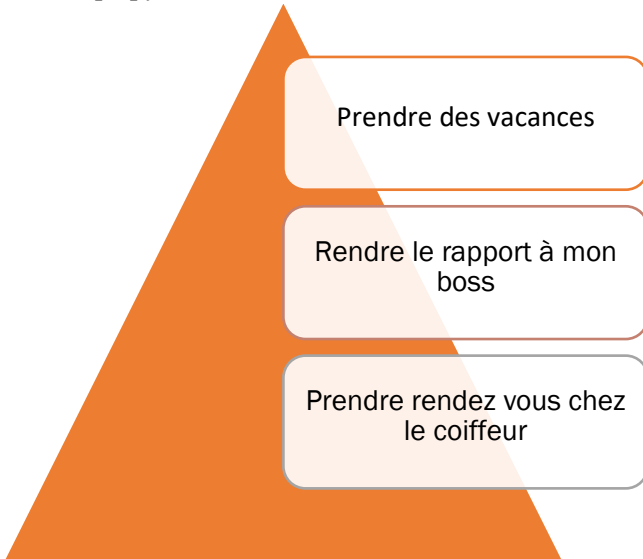 Prendre des vacances
Rendre le rapport à mon
boss
Prendre rendez vous chez
le coiffeur